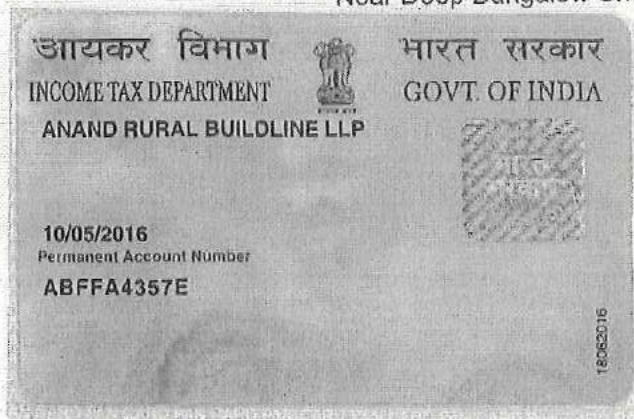 आयकर विभाग
INCOME TAX DEPARTMENT
भारत सरकार
GOVT. OF INDIA
ANAND RURAL BUILDLINE LLP
10/05/2016
Permanent Account Number
ABFFA4357E
18062016